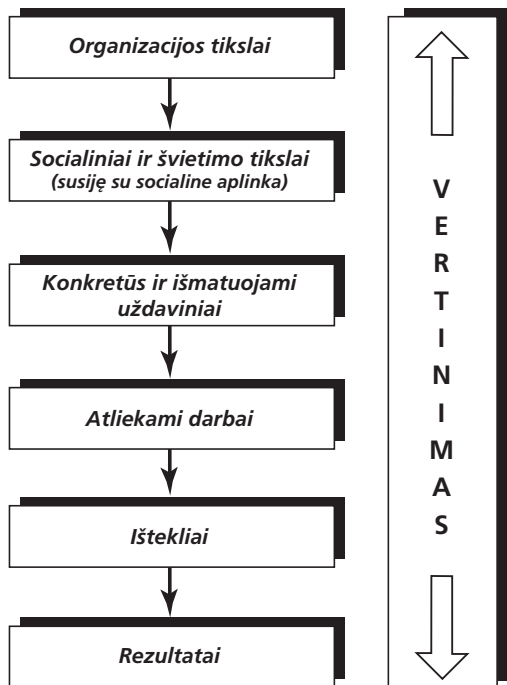 Organizacijos tikslai
Socialiniai ir švietimo tikslai
(susiję su socialine aplinka)
Konkretūs ir išmatuojami
uždaviniai
Atliekami darbai
Ištekliai
Rezultatai
V
E
R
T
I
N
I
M
A
S